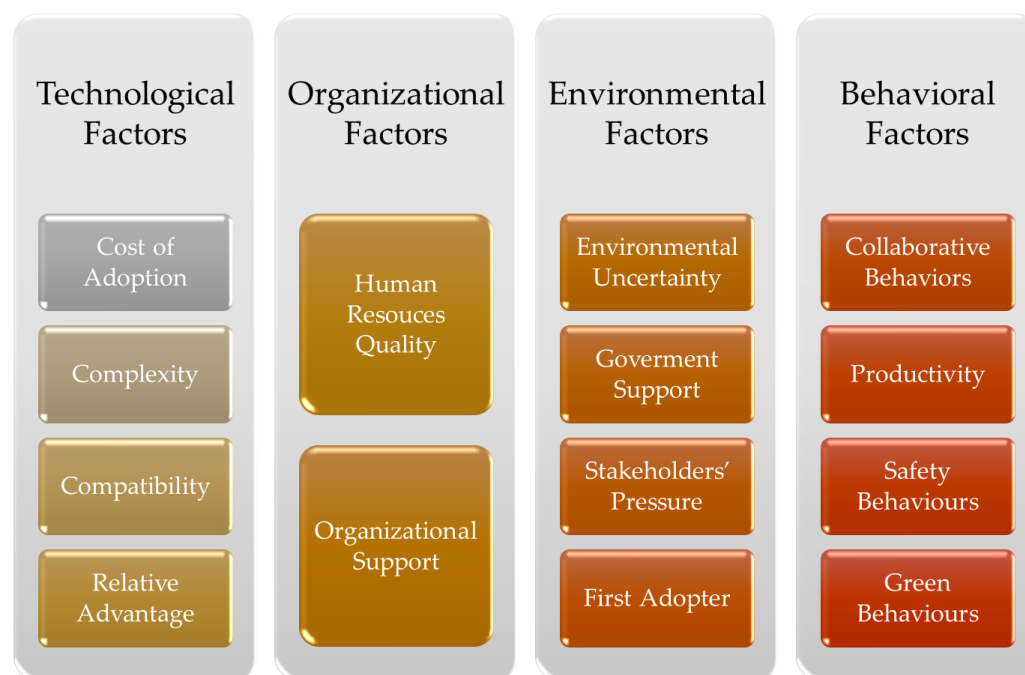 Technological
Factors
Cost of
Adoption
Complexity
Compatibility
Relative
Advantage
Organizational
Factors
Human
Resouces
Quality
Organizational
Support
Environmental
Factors
Environmental
Uncertainty
Goverment
Support
Stakeholders’
Pressure
First Adopter
Behavioral
Factors
Collaborative
Behaviors
Productivity
Safety
Behaviours
Green
Behaviours